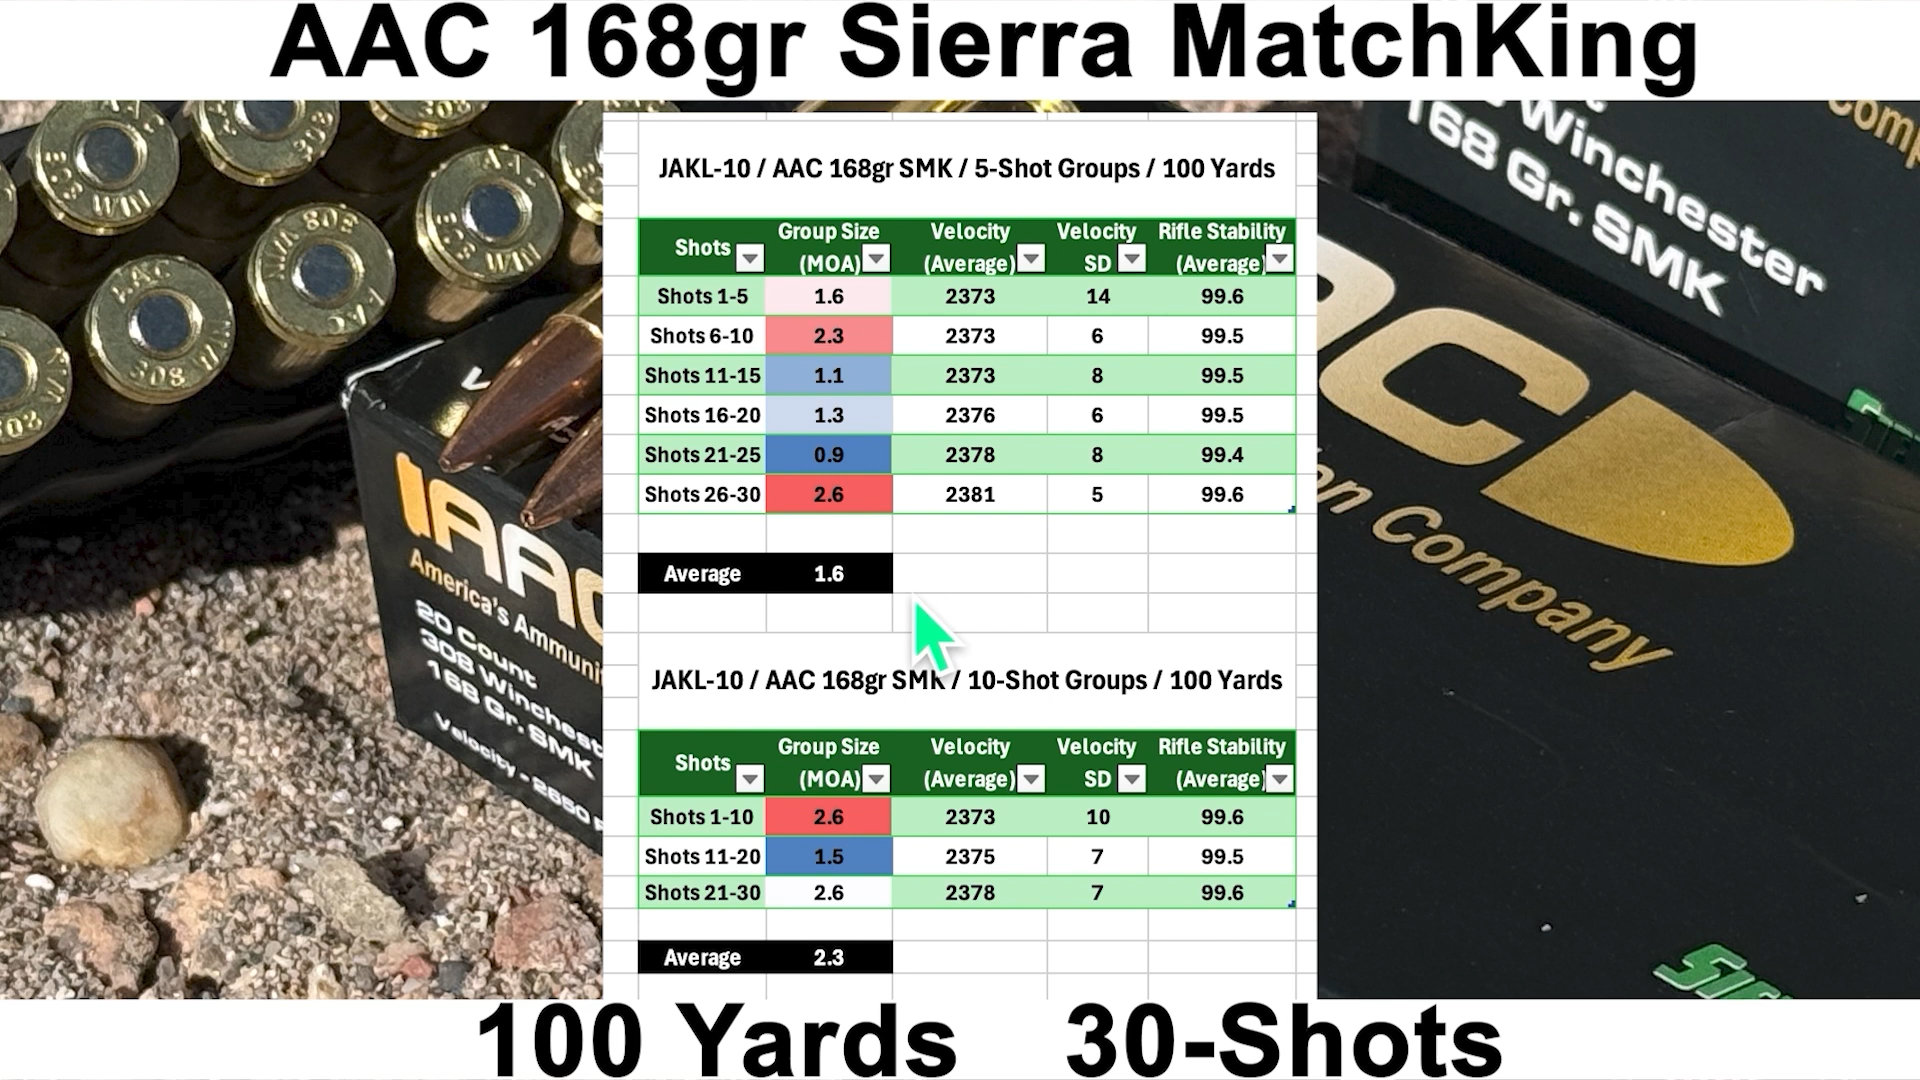 AAC 168gr Sierra MatchKing
JAKL-10 / AAC 168gr SMK / 5-Shot Groups / 100 Yards
Shots Group Size (MOA) Velocity (Average) Velocity SD Rifle Stability (Average)
Shots 1-5 1.6 2373 14 99.6
Shots 6-10 2.3 2373 6 99.5
Shots 11-15 1.1 2373 8 99.5
Shots 16-20 1.3 2376 6 99.5
Shots 21-25 0.9 2378 8 99.4
Shots 26-30 2.6 2381 5 99.6
Average 1.6
JAKL-10 / AAC 168gr SMK / 10-Shot Groups / 100 Yards
Shots Group Size (MOA) Velocity (Average) Velocity SD Rifle Stability (Average)
Shots 1-10 2.6 2373 10 99.6
Shots 11-20 1.5 2375 7 99.5
Shots 21-30 2.6 2378 7 99.6
Average 2.3
100 Yards 30-Shots
AAC
308 WIN
AAC
America's
20 Count
308
168 Gr. SMK
Velocity - 2650
Winchester
168 Gr. SMK
Company